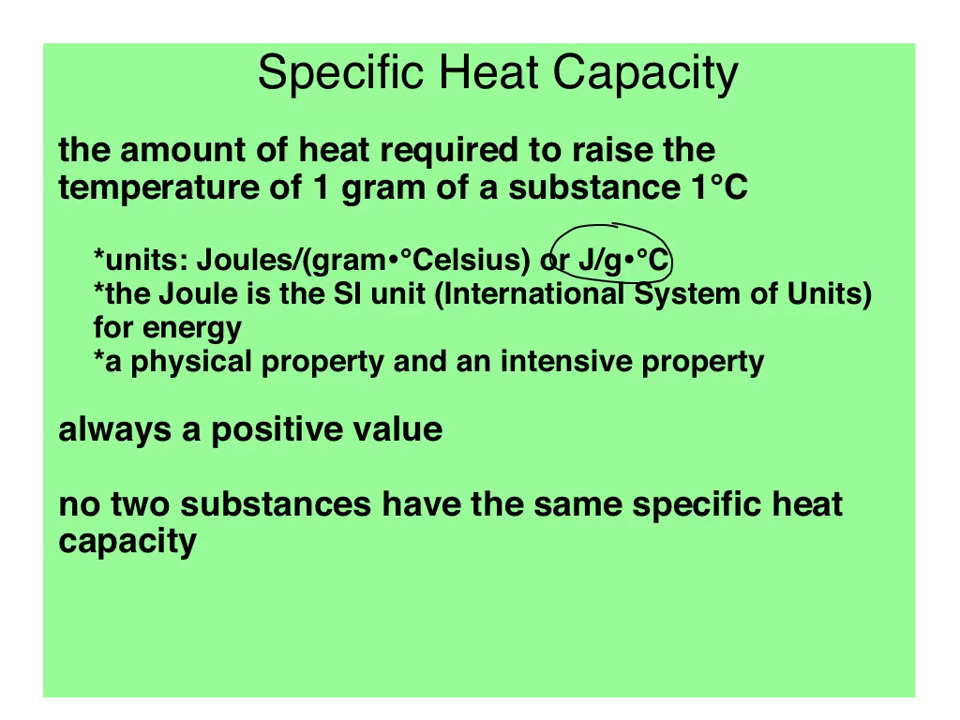 Specific Heat Capacity
the amount of heat required to raise the
temperature of 1 gram of a substance 1°C
*units: Joules/(gram•°Celsius) or J/g•°C
*the Joule is the SI unit (International System of Units)
for energy
*a physical property and an intensive property
always a positive value
no two substances have the same specific heat
capacity